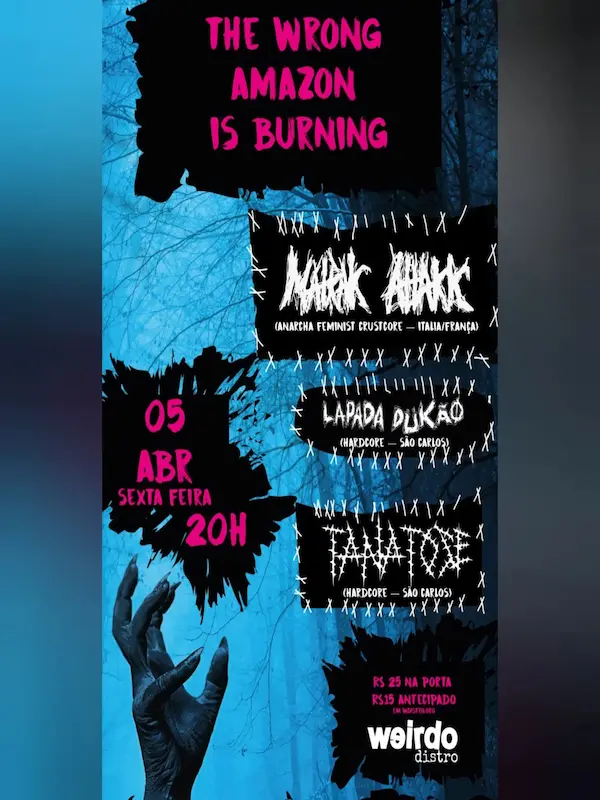 THE WRONG
AMAZON
IS BURNING
(ANARCHA FEMINIST CRUSTCORE — ITALIA/FRANÇA)
LAPADA DUKÃO
(HARDCORE — SÃO CARLOS)
05
ABR
SEXTA FEIRA
20H
TANATOSE
(HARDCORE — SÃO CARLOS)
R$ 25 NA PORTA
R$15 ANTECIPADO
weirdo
distro